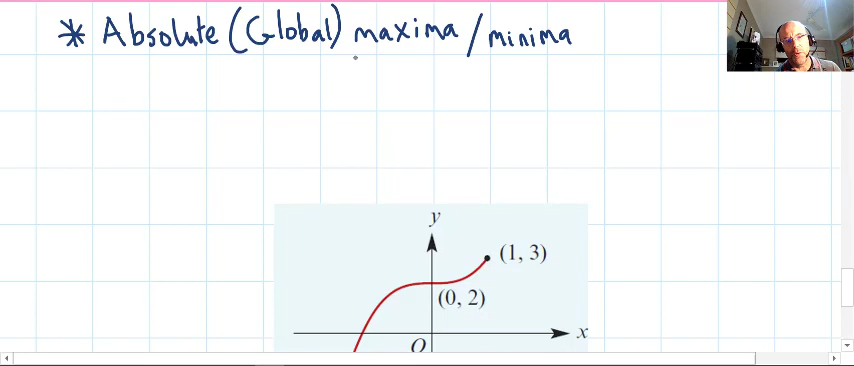 * Absolute (Global) maxima / minima
y
(1, 3)
(0, 2)
x
O